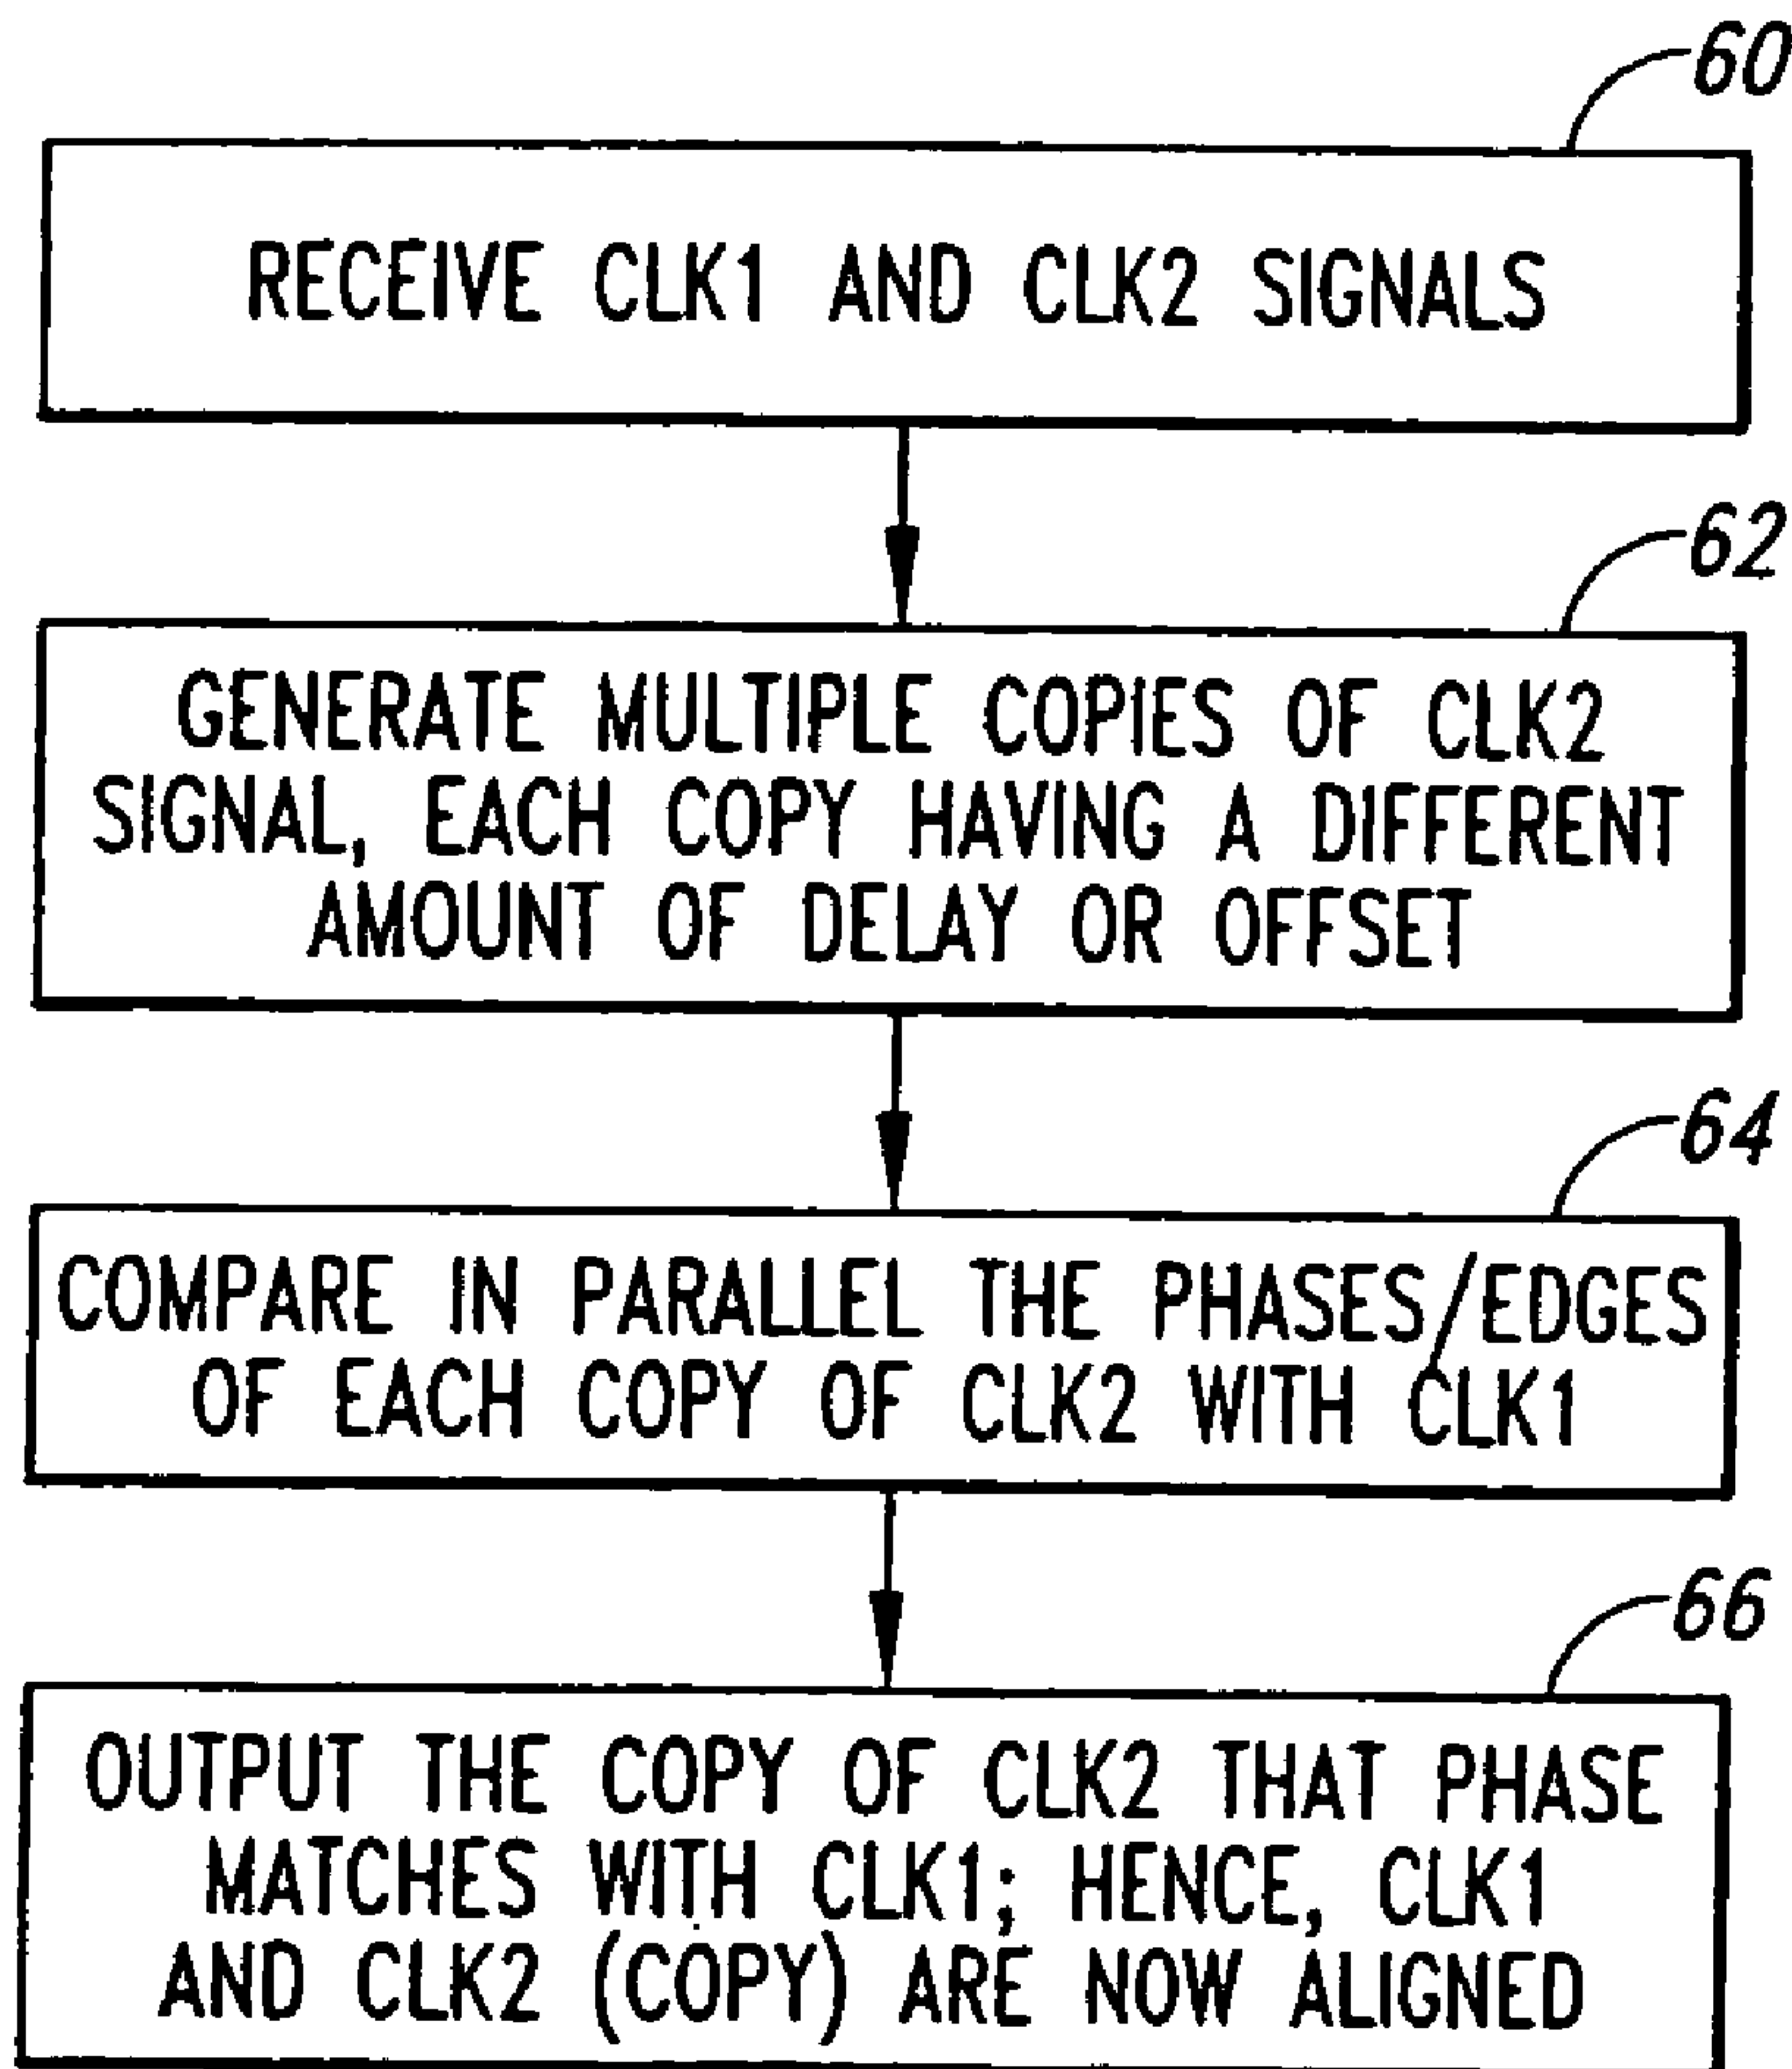 60
RECEIVE CLK1 AND CLK2 SIGNALS
62
GENERATE MULTIPLE COPIES OF CLK2
SIGNAL, EACH COPY HAVING A DIFFERENT
AMOUNT OF DELAY OR OFFSET
64
COMPARE IN PARALLEL THE PHASES/EDGES
OF EACH COPY OF CLK2 WITH CLK1
66
OUTPUT THE COPY OF CLK2 THAT PHASE
MATCHES WITH CLK1; HENCE, CLK1
AND CLK2 (COPY) ARE NOW ALIGNED